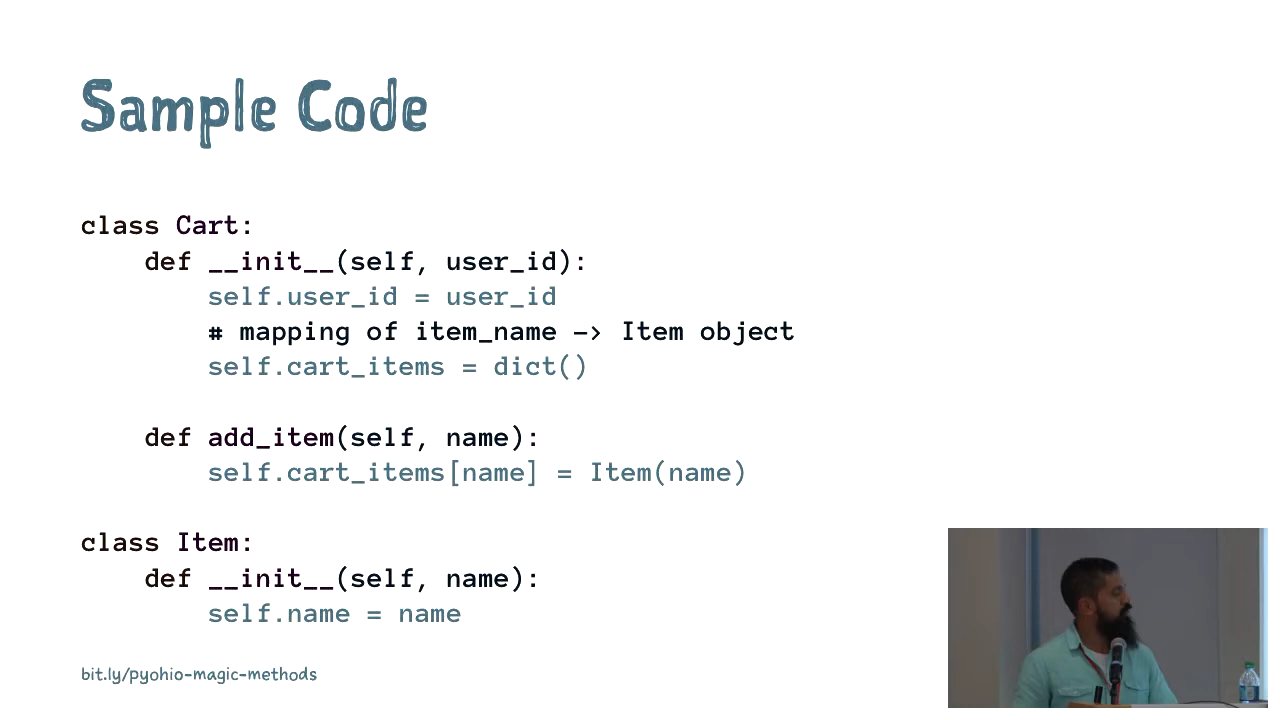 Sample Code
class Cart:
    def __init__(self, user_id):
        self.user_id = user_id
        # mapping of item_name -> Item object
        self.cart_items = dict()

    def add_item(self, name):
        self.cart_items[name] = Item(name)

class Item:
    def __init__(self, name):
        self.name = name
bit.ly/pyohio-magic-methods